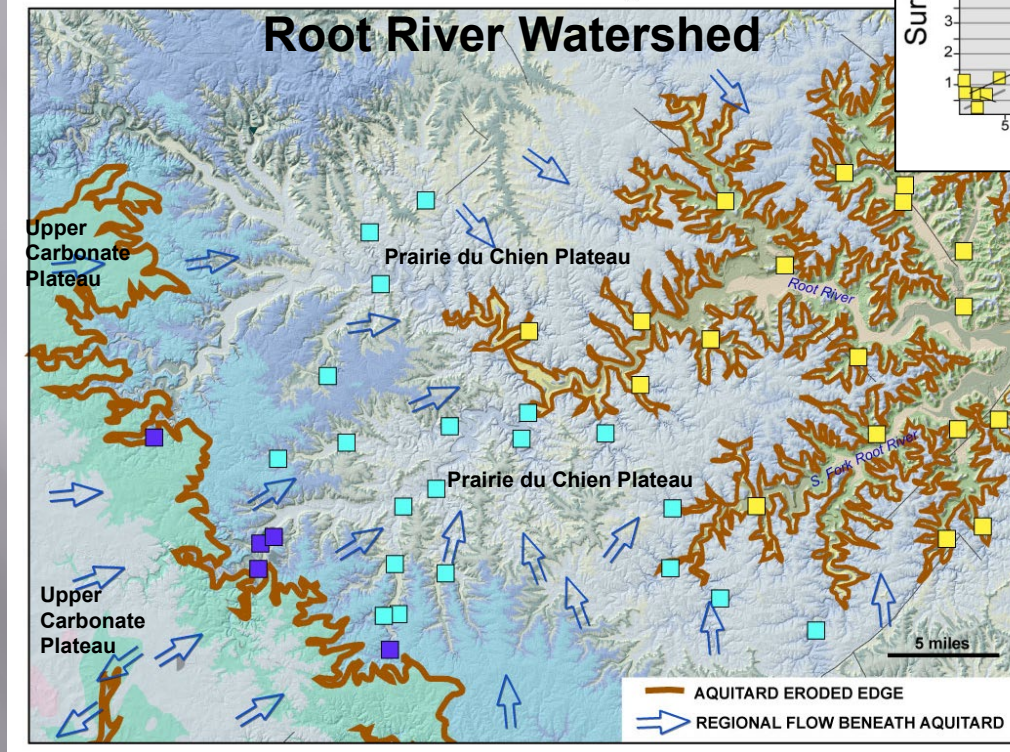 Root River Watershed
Sur
3
2
1
5
Upper
Carbonate
Plateau
Prairie du Chien Plateau
Root River
Prairie du Chien Plateau
S. Fork Root River
Upper
Carbonate
Plateau
5 miles
AQUITARD ERODED EDGE
REGIONAL FLOW BENEATH AQUITARD